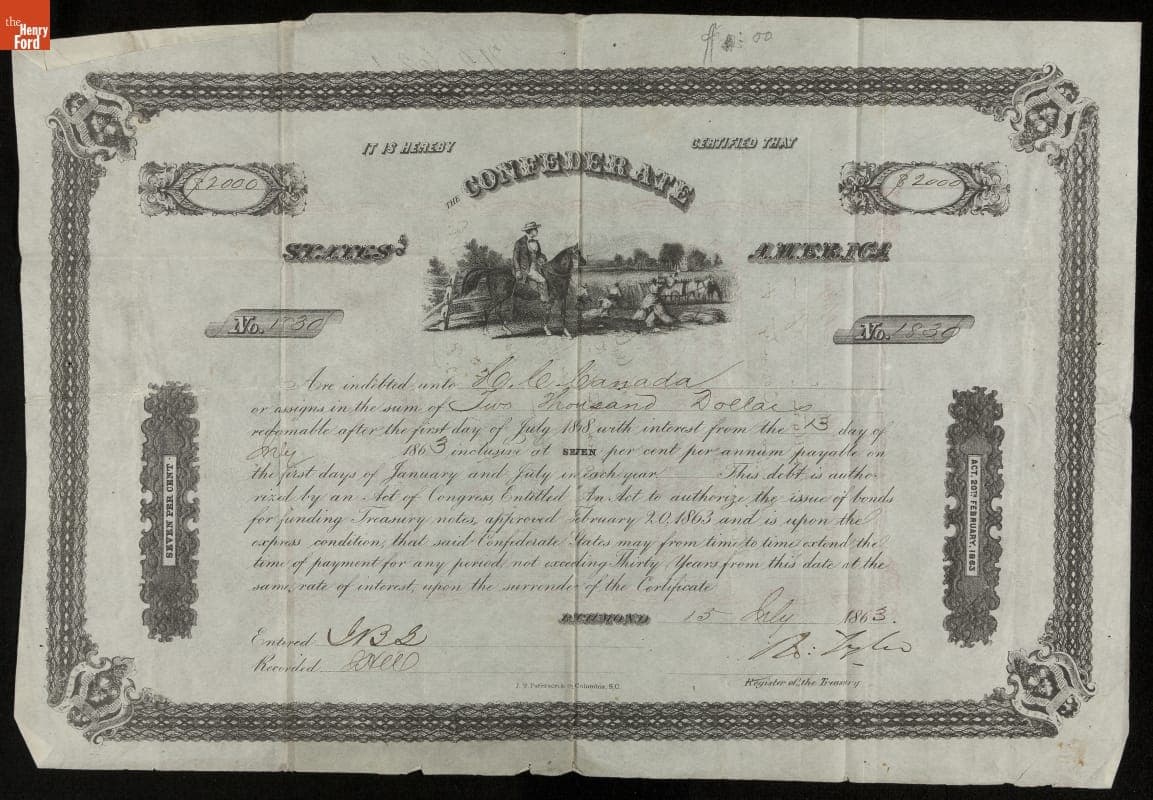 the
Henry
Ford
IT IS HEREBY CERTIFIED THAT
THE CONFEDERATE
$2000 $2000
STATES OF AMERICA
No. 1830 No. 1830
Are indebted unto H. C. Canada
or assigns in the sum of Two Thousand Dollars
redeemable after the first day of July 1868 with interest from the 13 day of
July 1863 inclusive at SEVEN per cent per annum payable on
the first days of January and July in each year This debt is autho-
rized by an Act of Congress Entitled An Act to authorize the issue of bonds
for funding Treasury notes, approved February 20, 1863 and is upon the
express condition, that said Confederate States may from time to time extend the
time of payment for any period, not exceeding Thirty Years from this date at the
same rate of interest, upon the surrender of the Certificate
SEVEN PER CENT
ACT, 20TH FEBRUARY, 1863
RICHMOND 15 July 1863.
Entered
Recorded
R. Tyler
Register of the Treasury
Columbia, S.C.